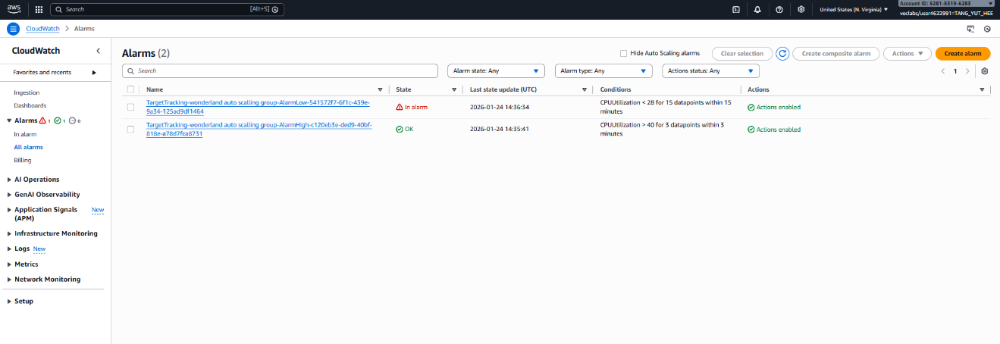 aws
Search [Alt+S]
United States (N. Virginia)
Account ID: 5281-5319-6283
voclabs/user4622991=TANG_YUT_HEE
CloudWatch > Alarms
CloudWatch
Favorites and recents
Ingestion
Dashboards
Alarms 1 1 0
In alarm
All alarms
Billing
AI Operations
GenAI Observability
Application Signals New
(APM)
Infrastructure Monitoring
Logs New
Metrics
Network Monitoring
Setup
Alarms (2)
Hide Auto Scaling alarms
Clear selection
Create composite alarm
Actions
Create alarm
Search
Alarm state: Any
Alarm type: Any
Actions status: Any
1
Name State Last state update (UTC) Conditions Actions
TargetTracking-wonderland auto scalling group-AlarmLow-541572f7-6f1c-439e-
9a34-125ad9df1464
In alarm
2026-01-24 14:36:34
CPUUtilization < 28 for 15 datapoints within 15
minutes
Actions enabled
TargetTracking-wonderland auto scalling group-AlarmHigh-c120eb3e-ded9-40bf-
818e-a78d7fca8731
OK
2026-01-24 14:35:41
CPUUtilization > 40 for 3 datapoints within 3
minutes
Actions enabled